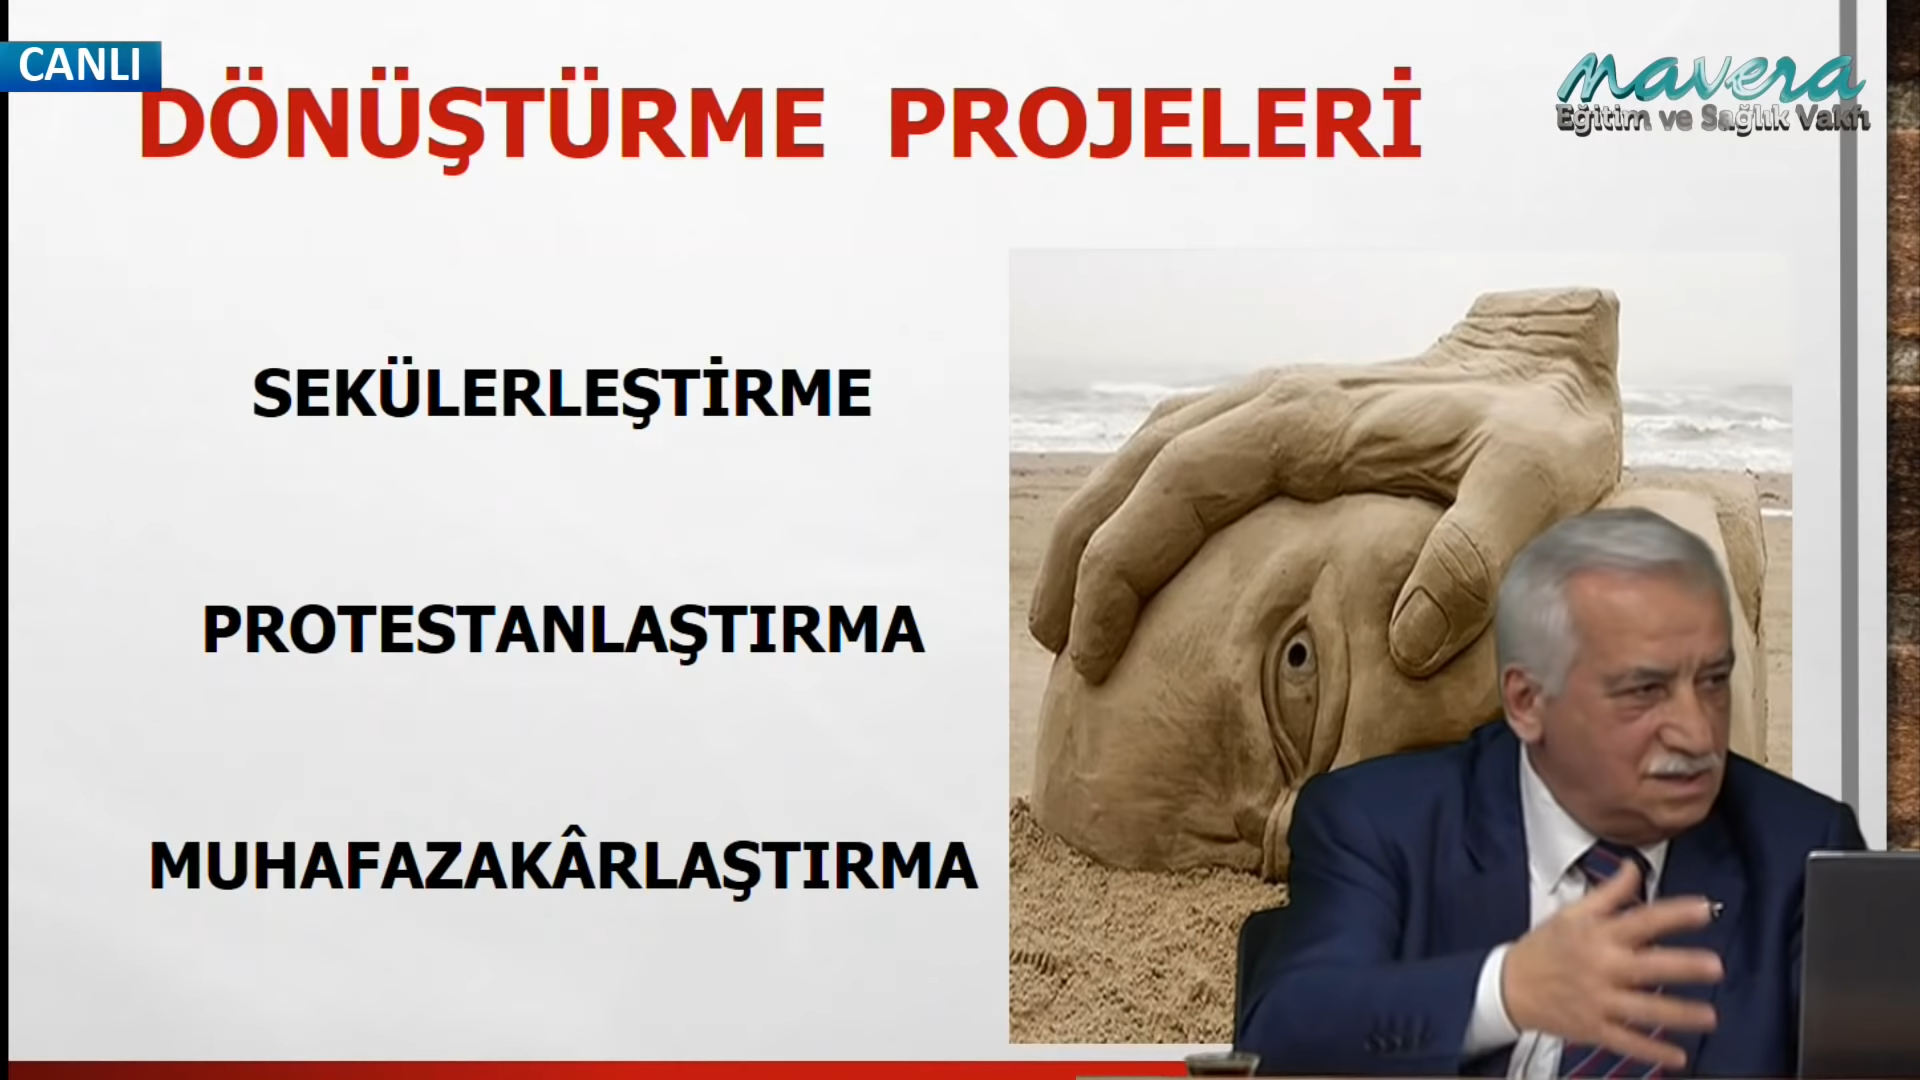 CANLI
DÖNÜŞTÜRME PROJELERİ
mavera
Eğitim ve Sağlık Vakfı
SEKÜLERLEŞTİRME
PROTESTANLAŞTIRMA
MUHAFAZAKÂRLAŞTIRMA